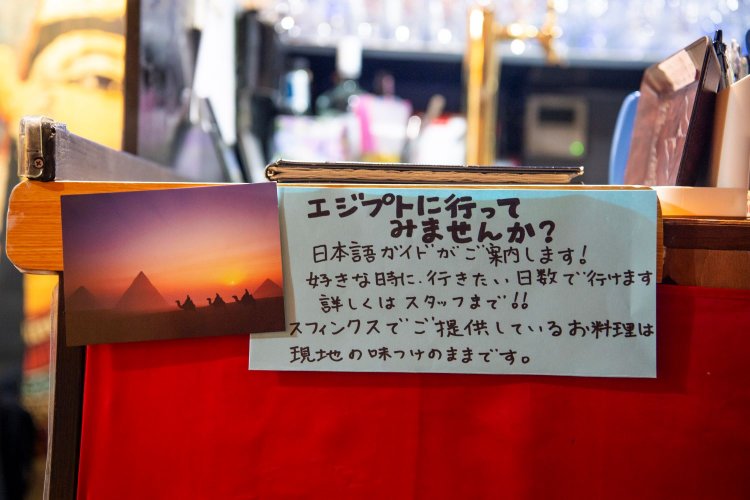 エジプトに行って
みませんか?
日本語ガイドがご案内します!
好きな時に、行きたい日数で行けます
詳しくはスタッフまで!!
スフィンクスでご提供しているお料理は
現地の味つけのままです。